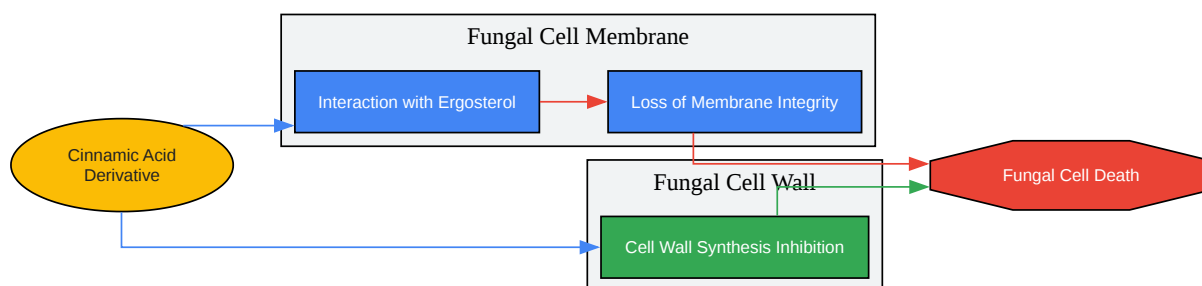 Fungal Cell Membrane
Interaction with Ergosterol
Loss of Membrane Integrity
Cinnamic Acid
Derivative
Fungal Cell Death
Fungal Cell Wall
Cell Wall Synthesis Inhibition